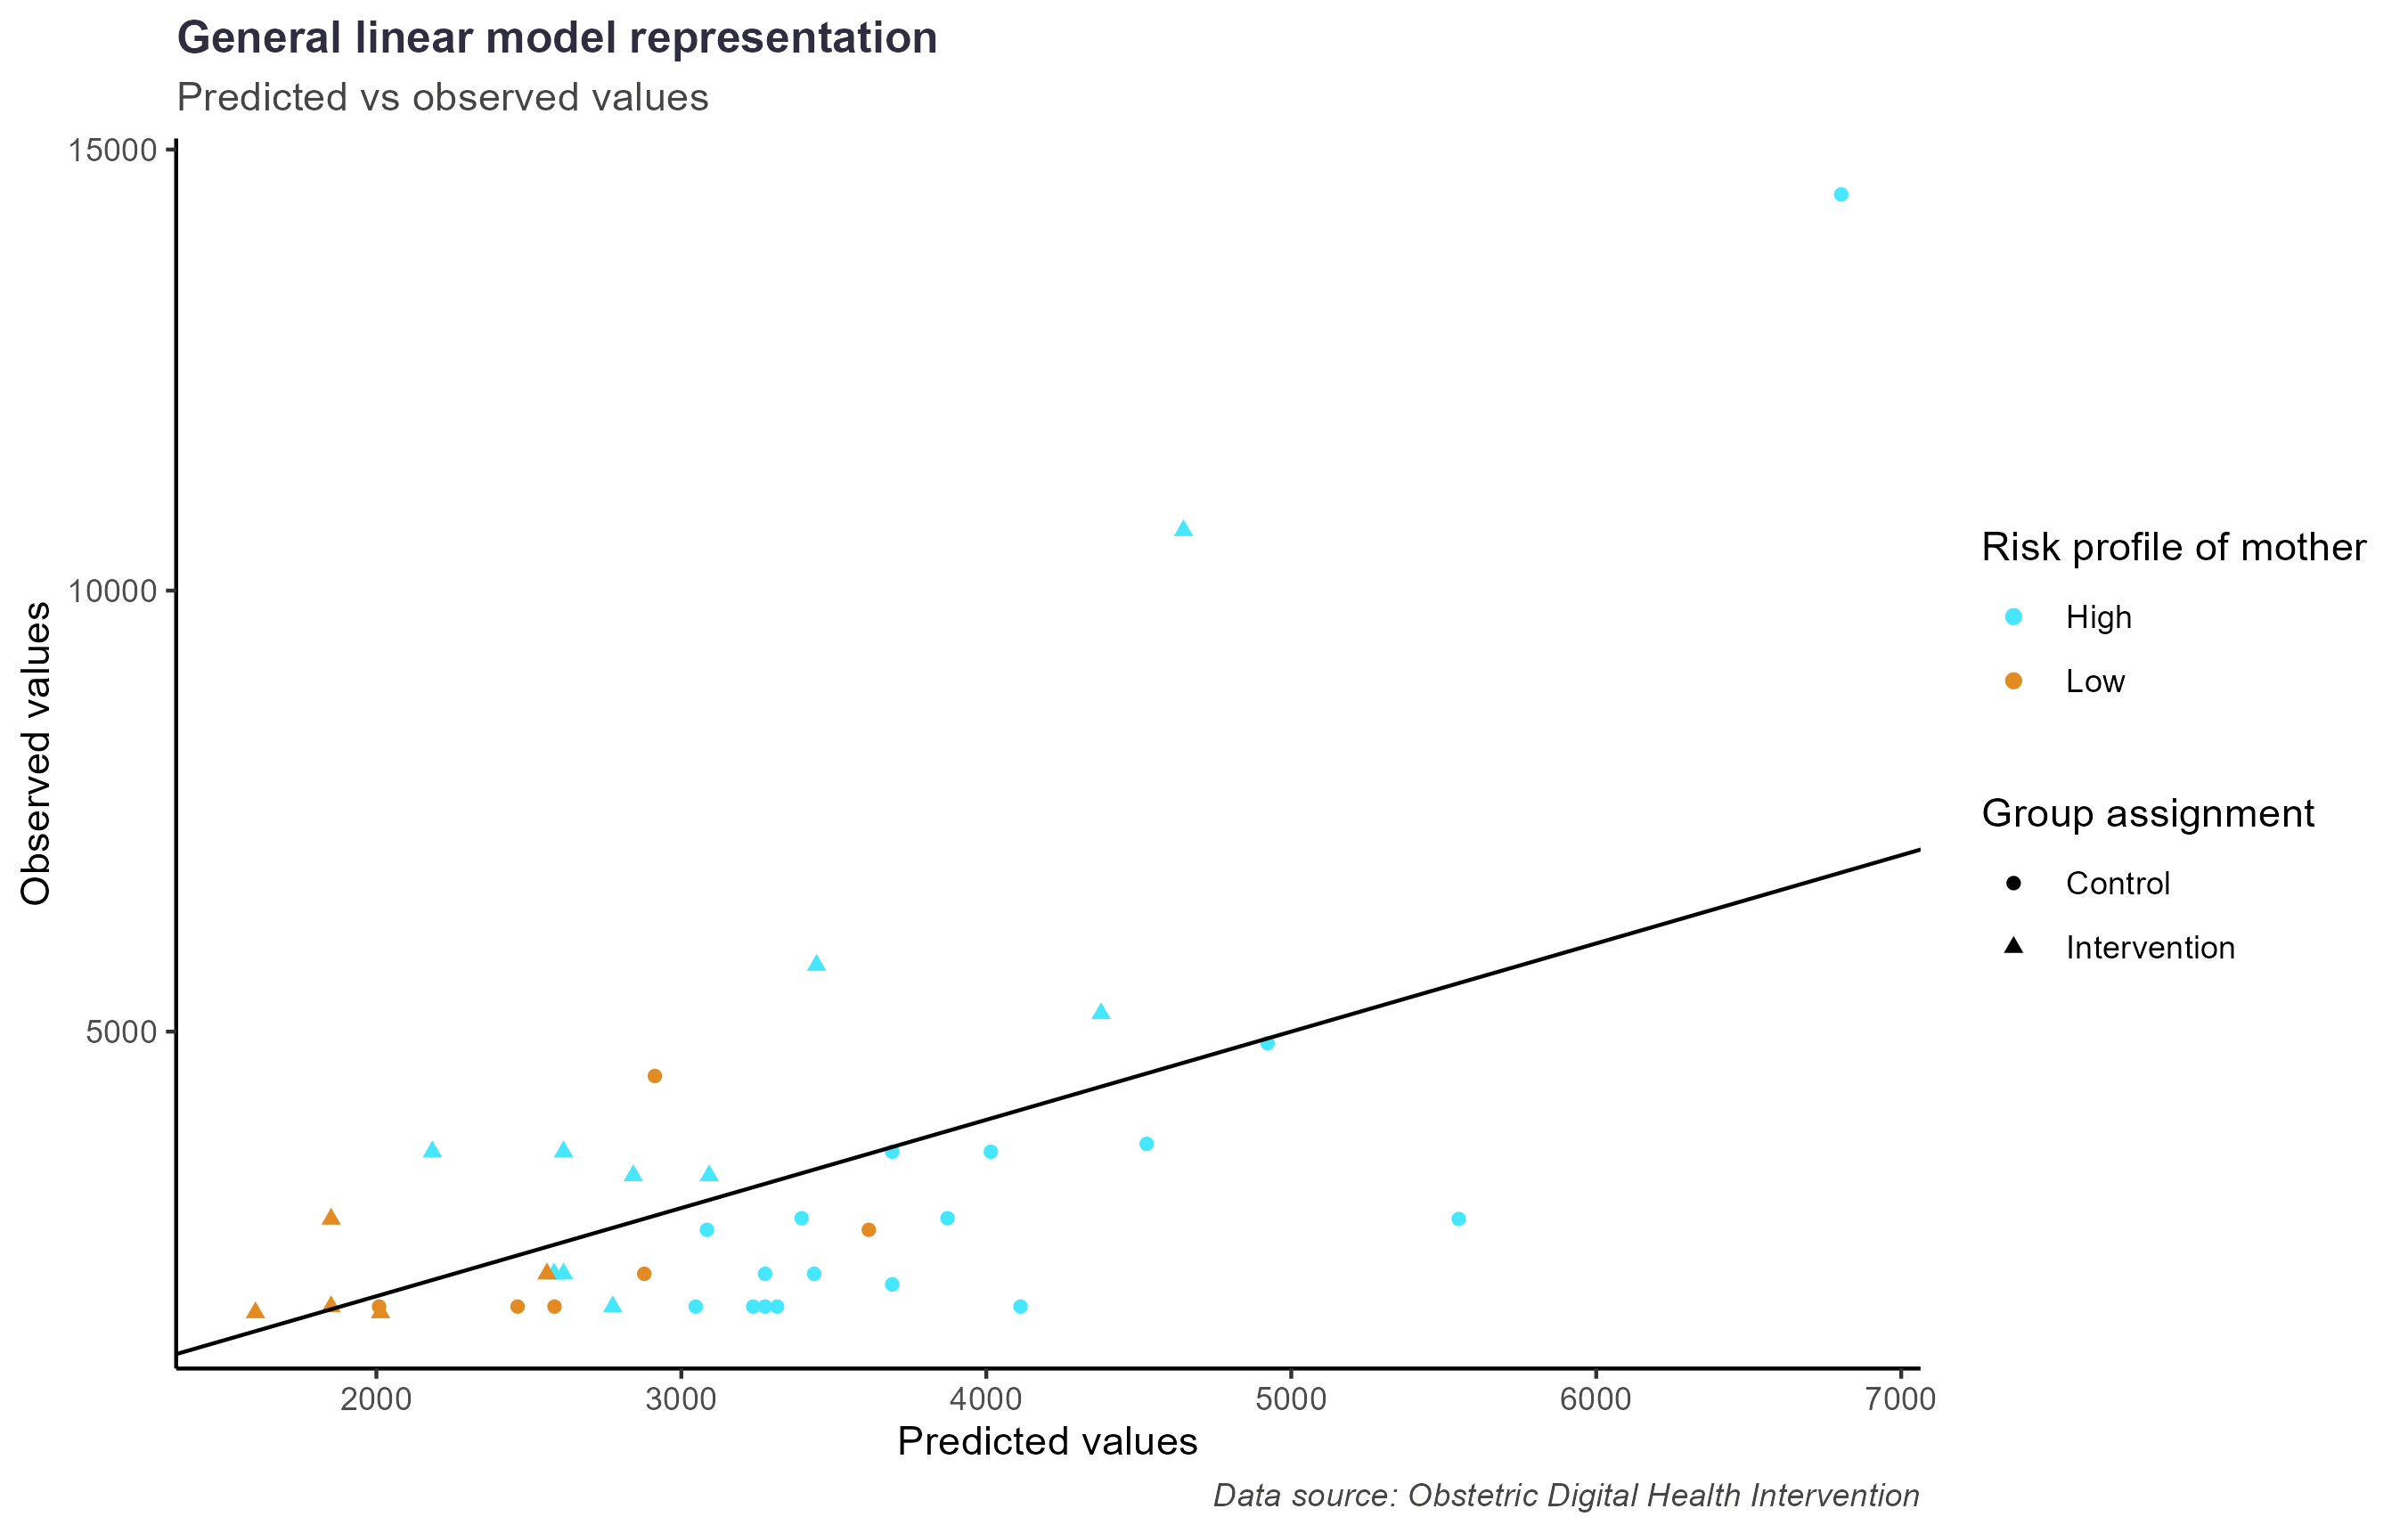 General linear model representation
Predicted vs observed values
15000
10000
5000
Observed values
2000 3000 4000 5000 6000 7000
Predicted values
Risk profile of mother
High
Low
Group assignment
Control
Intervention
Data source: Obstetric Digital Health Intervention